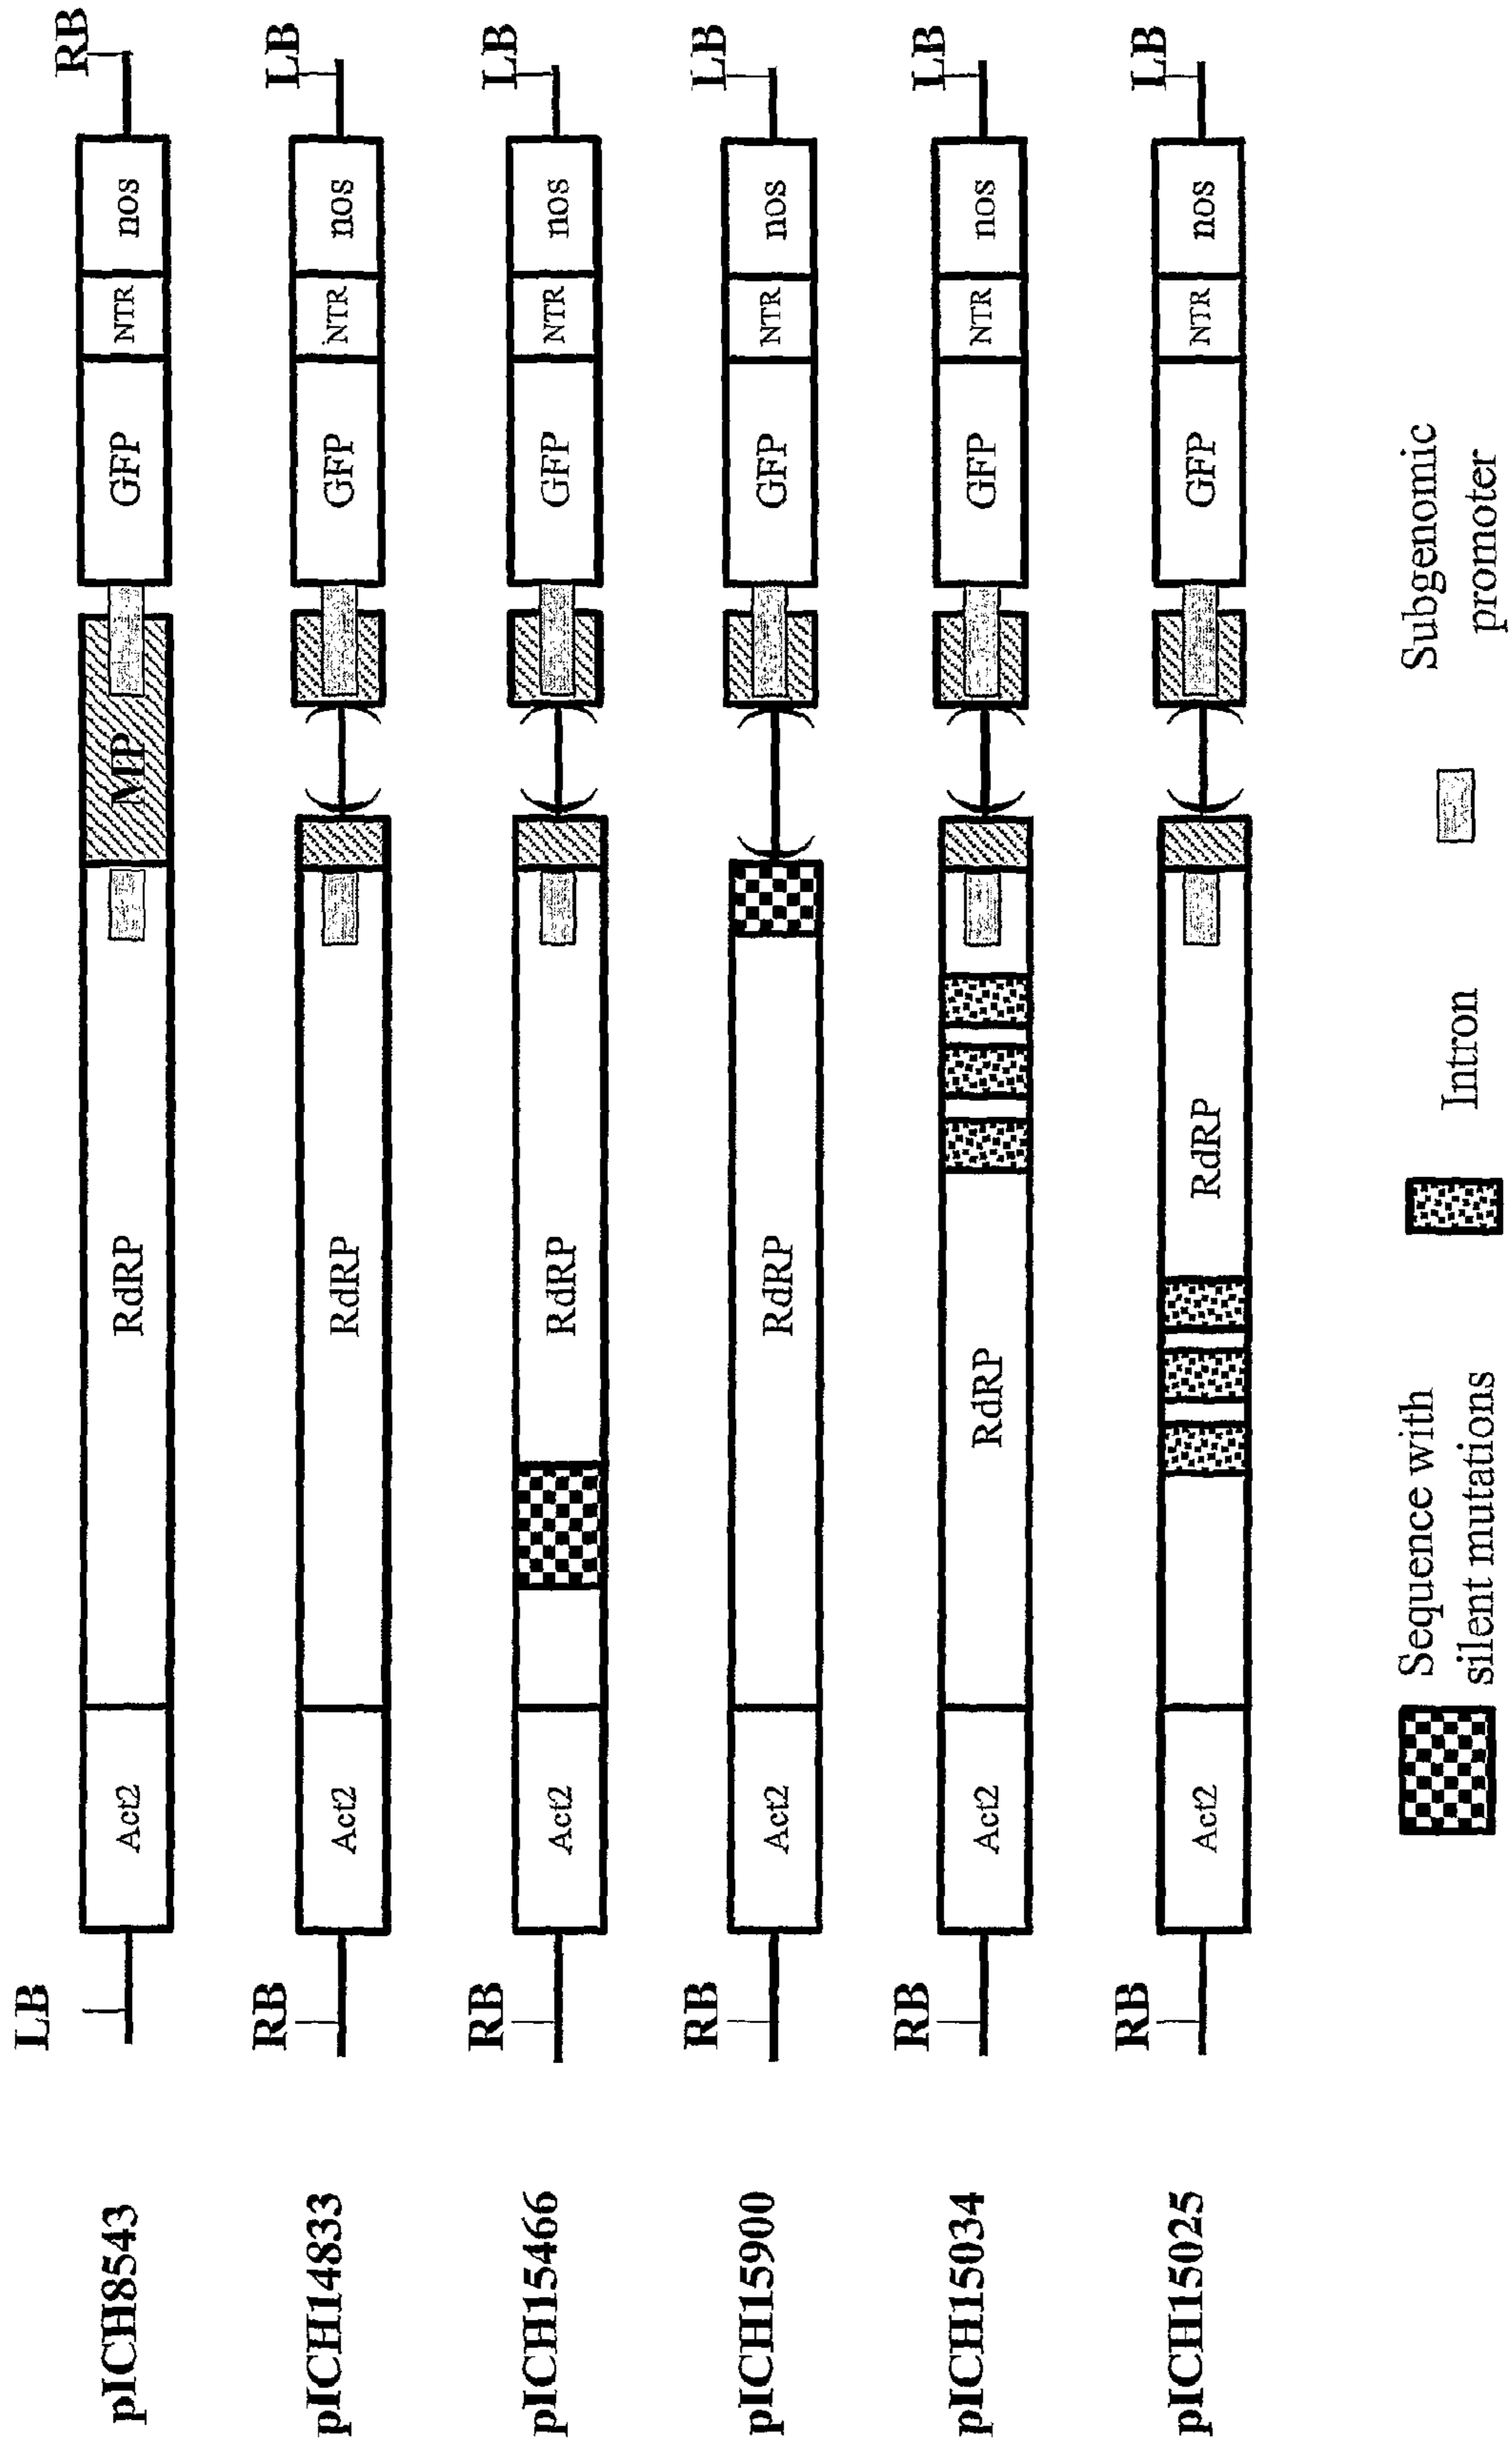 pICH8543
LB
Act2
RdRP
MP
GFP
NTR
nos
RB
pICH14833
RB
Act2
RdRP
GFP
NTR
nos
LB
pICH15466
RB
Act2
RdRP
GFP
NTR
nos
LB
pICH15900
RB
Act2
RdRP
GFP
NTR
nos
LB
pICH15034
RB
Act2
RdRP
GFP
NTR
nos
LB
pICH15025
RB
Act2
RdRP
GFP
NTR
nos
LB
Sequence with
silent mutations
Intron
Subgenomic
promoter